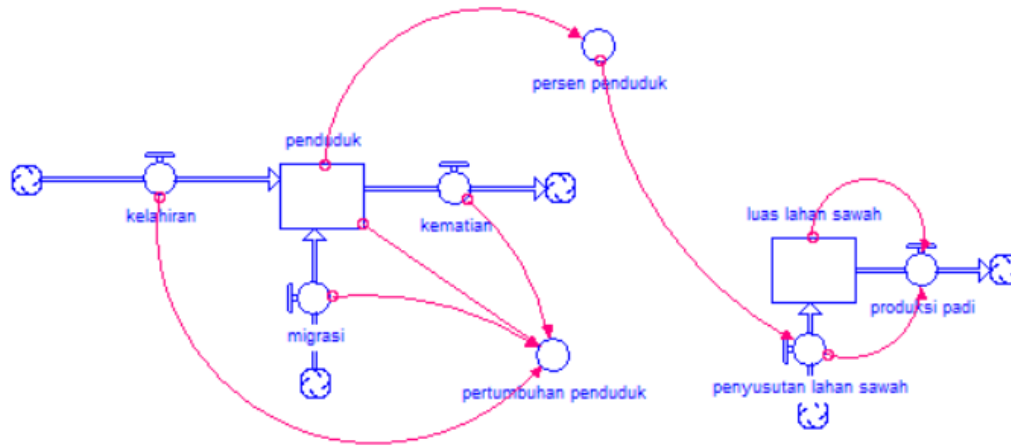 persen penduduk
penduduk
kelahiran
kematian
luas lahan sawah
produksi padi
migrasi
pertumbuhan penduduk
penyusutan lahan sawah